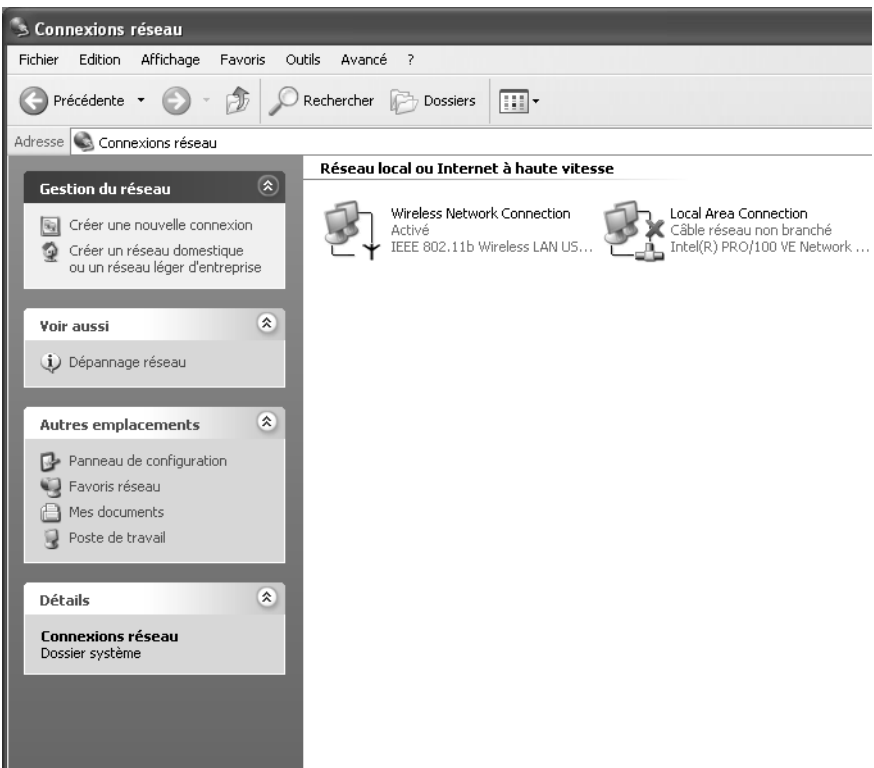 Connexions réseau
Fichier Edition Affichage Favoris Outils Avancé ?
Précédente Rechercher Dossiers
Adresse Connexions réseau
Gestion du réseau
Créer une nouvelle connexion
Créer un réseau domestique
ou un réseau léger d'entreprise
Voir aussi
Dépannage réseau
Autres emplacements
Panneau de configuration
Favoris réseau
Mes documents
Poste de travail
Détails
Connexions réseau
Dossier système
Réseau local ou Internet à haute vitesse
Wireless Network Connection
Activé
IEEE 802.11b Wireless LAN US...
Local Area Connection
Câble réseau non branché
Intel(R) PRO/100 VE Network ...